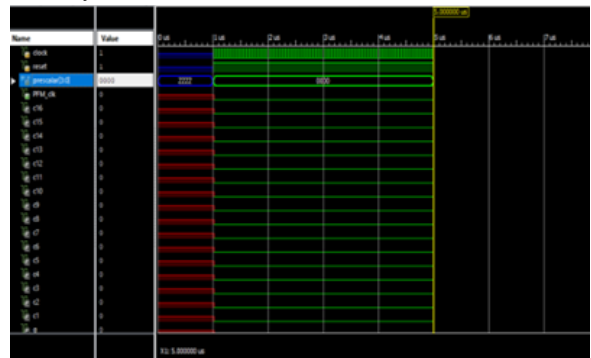 5.000000 us
Name
Value
0 us
1 us
2 us
3 us
4 us
5 us
6 us
7 us
clock
1
reset
1
prescalar[3:0]
0000
ZZZZ
0000
PFM_clk
0
c16
0
c15
0
c14
0
c13
0
c12
0
c11
0
c10
0
c9
0
c8
0
c7
0
c6
0
c5
0
c4
0
c3
0
c2
0
c1
0
X1: 5.000000 us